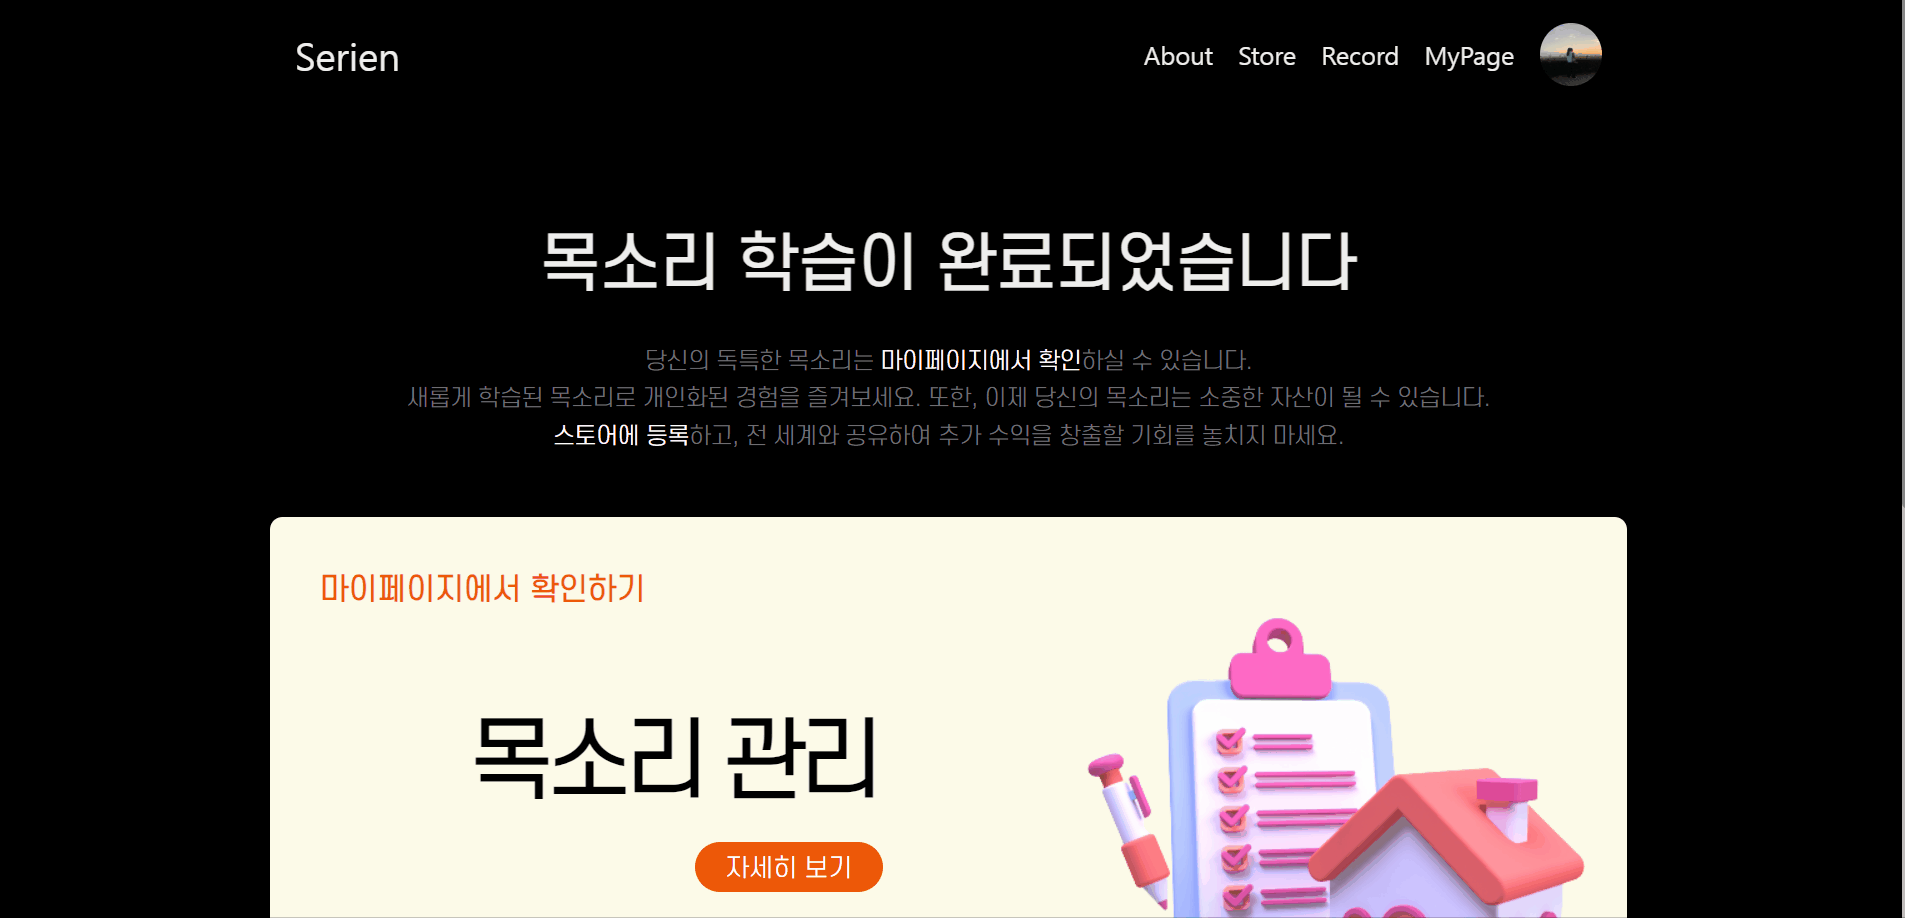 Serien
About Store Record MyPage
목소리 학습이 완료되었습니다
당신의 독특한 목소리는 마이페이지에서 확인하실 수 있습니다.
새롭게 학습된 목소리로 개인화된 경험을 즐겨보세요. 또한, 이제 당신의 목소리는 소중한 자산이 될 수 있습니다.
스토어에 등록하고, 전 세계와 공유하여 추가 수익을 창출할 기회를 놓치지 마세요.
마이페이지에서 확인하기
목소리 관리
자세히 보기